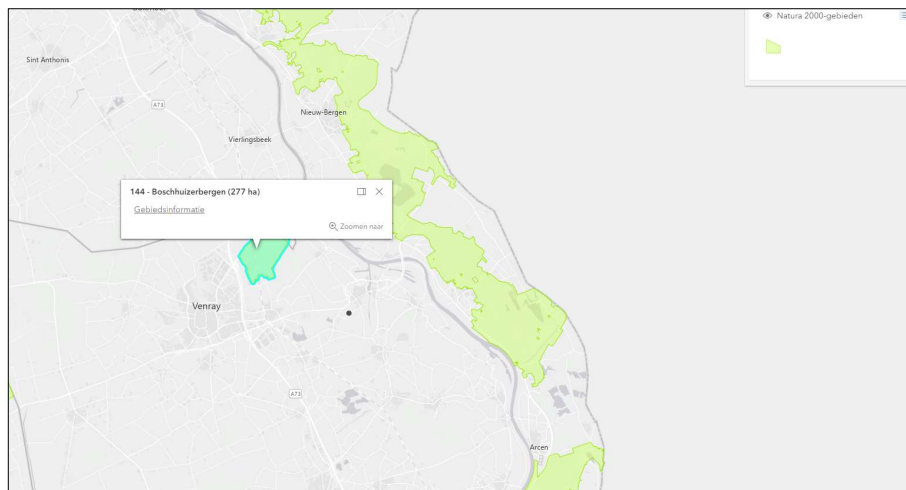 Natura 2000-gebieden
Sint Anthonis
A73
Nieuw-Bergen
Vierlingsbeek
144 - Boschhuizerbergen (277 ha)
Gebiedsinformatie
Zoomen naar
Venray
A73
Arcen